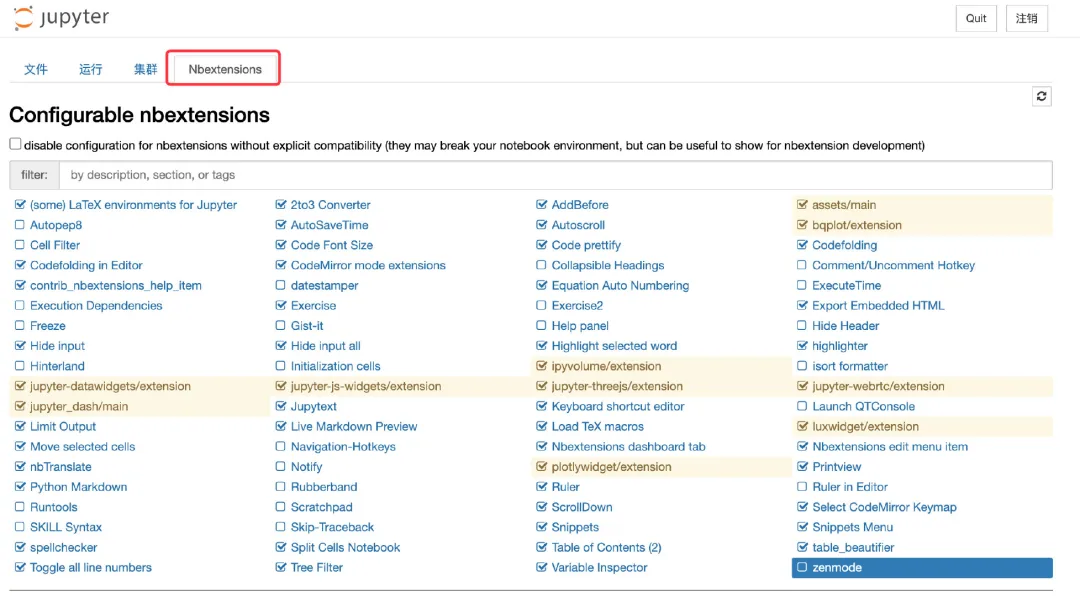 jupyter Quit 注销
文件 运行 集群 Nbextensions
Configurable nbextensions
disable configuration for nbextensions without explicit compatibility (they may break your notebook environment, but can be useful to show for nbextension development)
filter: by description, section, or tags
(some) LaTeX environments for Jupyter 2to3 Converter AddBefore assets/main
Autopep8 AutoSaveTime Autoscroll bqplot/extension
Cell Filter Code Font Size Code prettify Codefolding
Codefolding in Editor CodeMirror mode extensions Collapsible Headings Comment/Uncomment Hotkey
contrib_nbextensions_help_item datestamper Equation Auto Numbering ExecuteTime
Execution Dependencies Exercise Exercise2 Export Embedded HTML
Freeze Gist-it Help panel Hide Header
Hide input Hide input all Highlight selected word highlighter
Hinterland Initialization cells ipyvolume/extension isort formatter
jupyter-datawidgets/extension jupyter-js-widgets/extension jupyter-threejs/extension jupyter-webrtc/extension
jupyter_dash/main Jupytext Keyboard shortcut editor Launch QTConsole
Limit Output Live Markdown Preview Load TeX macros luxwidget/extension
Move selected cells Navigation-Hotkeys Nbextensions dashboard tab Nbextensions edit menu item
nbTranslate Notify plotlywidget/extension Printview
Python Markdown Rubberband Ruler Ruler in Editor
Runtools Scratchpad ScrollDown Select CodeMirror Keymap
SKILL Syntax Skip-Traceback Snippets Snippets Menu
spellchecker Split Cells Notebook Table of Contents (2) table_beautifier
Toggle all line numbers Tree Filter Variable Inspector zenmode